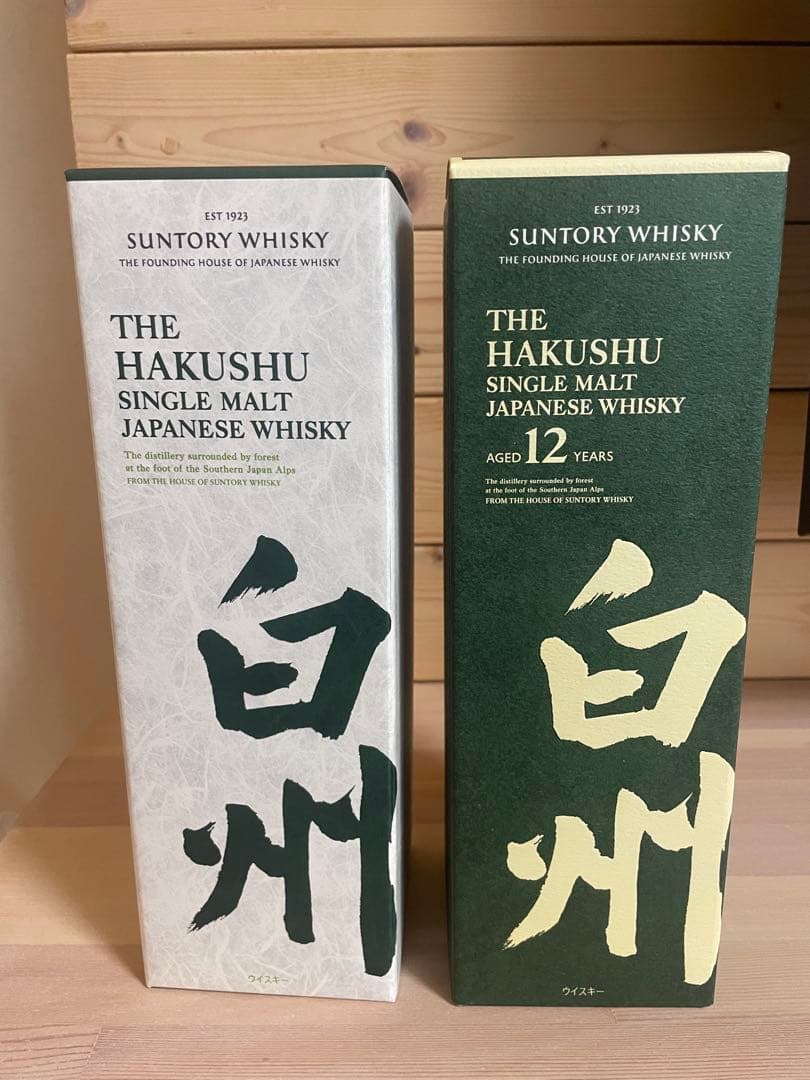 EST 1923
SUNTORY WHISKY
THE FOUNDING HOUSE OF JAPANESE WHISKY
THE
HAKUSHU
SINGLE MALT
JAPANESE WHISKY
The distillery surrounded by forest
at the foot of the Southern Japan Alps
FROM THE HOUSE OF SUNTORY WHISKY
白州
ウイスキー
EST 1923
SUNTORY WHISKY
THE FOUNDING HOUSE OF JAPANESE WHISKY
THE
HAKUSHU
SINGLE MALT
JAPANESE WHISKY
AGED 12 YEARS
The distillery surrounded by forest
at the foot of the Southern Japan Alps
FROM THE HOUSE OF SUNTORY WHISKY
白州
ウイスキー